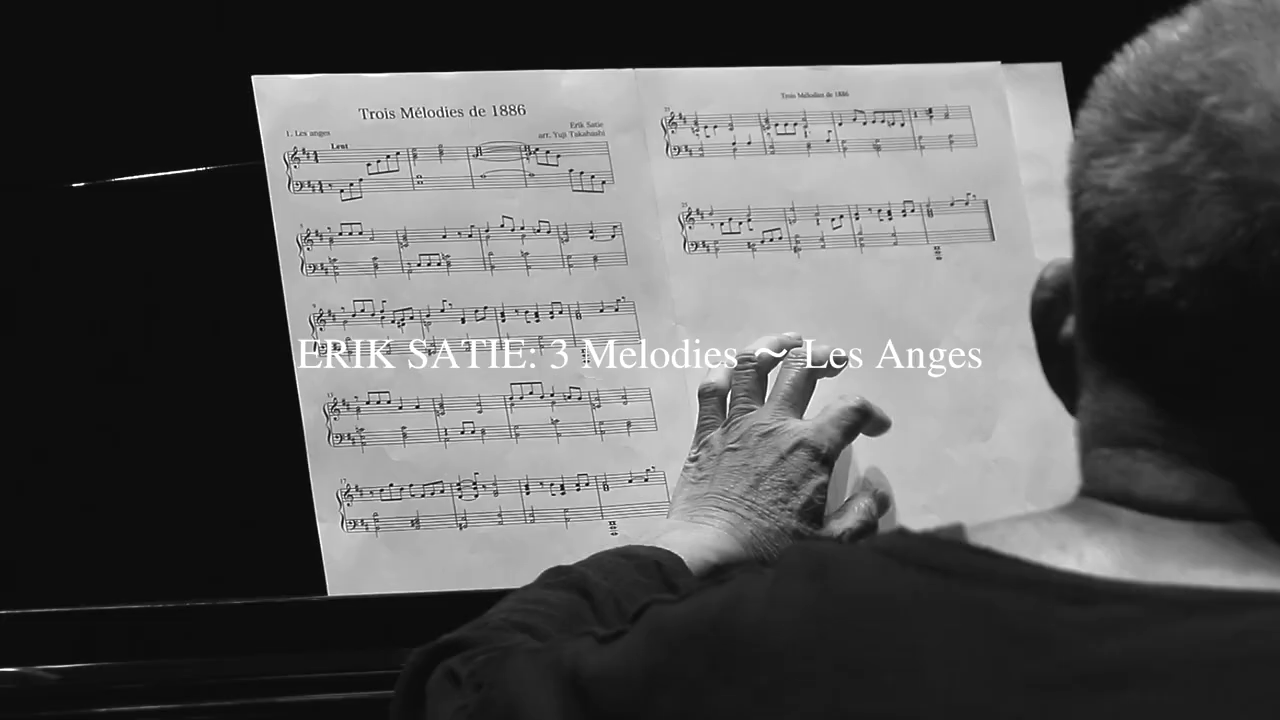 Trois Mélodies de 1886
1. Les anges
Erik Satie
arr. Yuji Takahashi
Lent
Trois Mélodies de 1886
ERIK SATIE: 3 Melodies ～ Les Anges